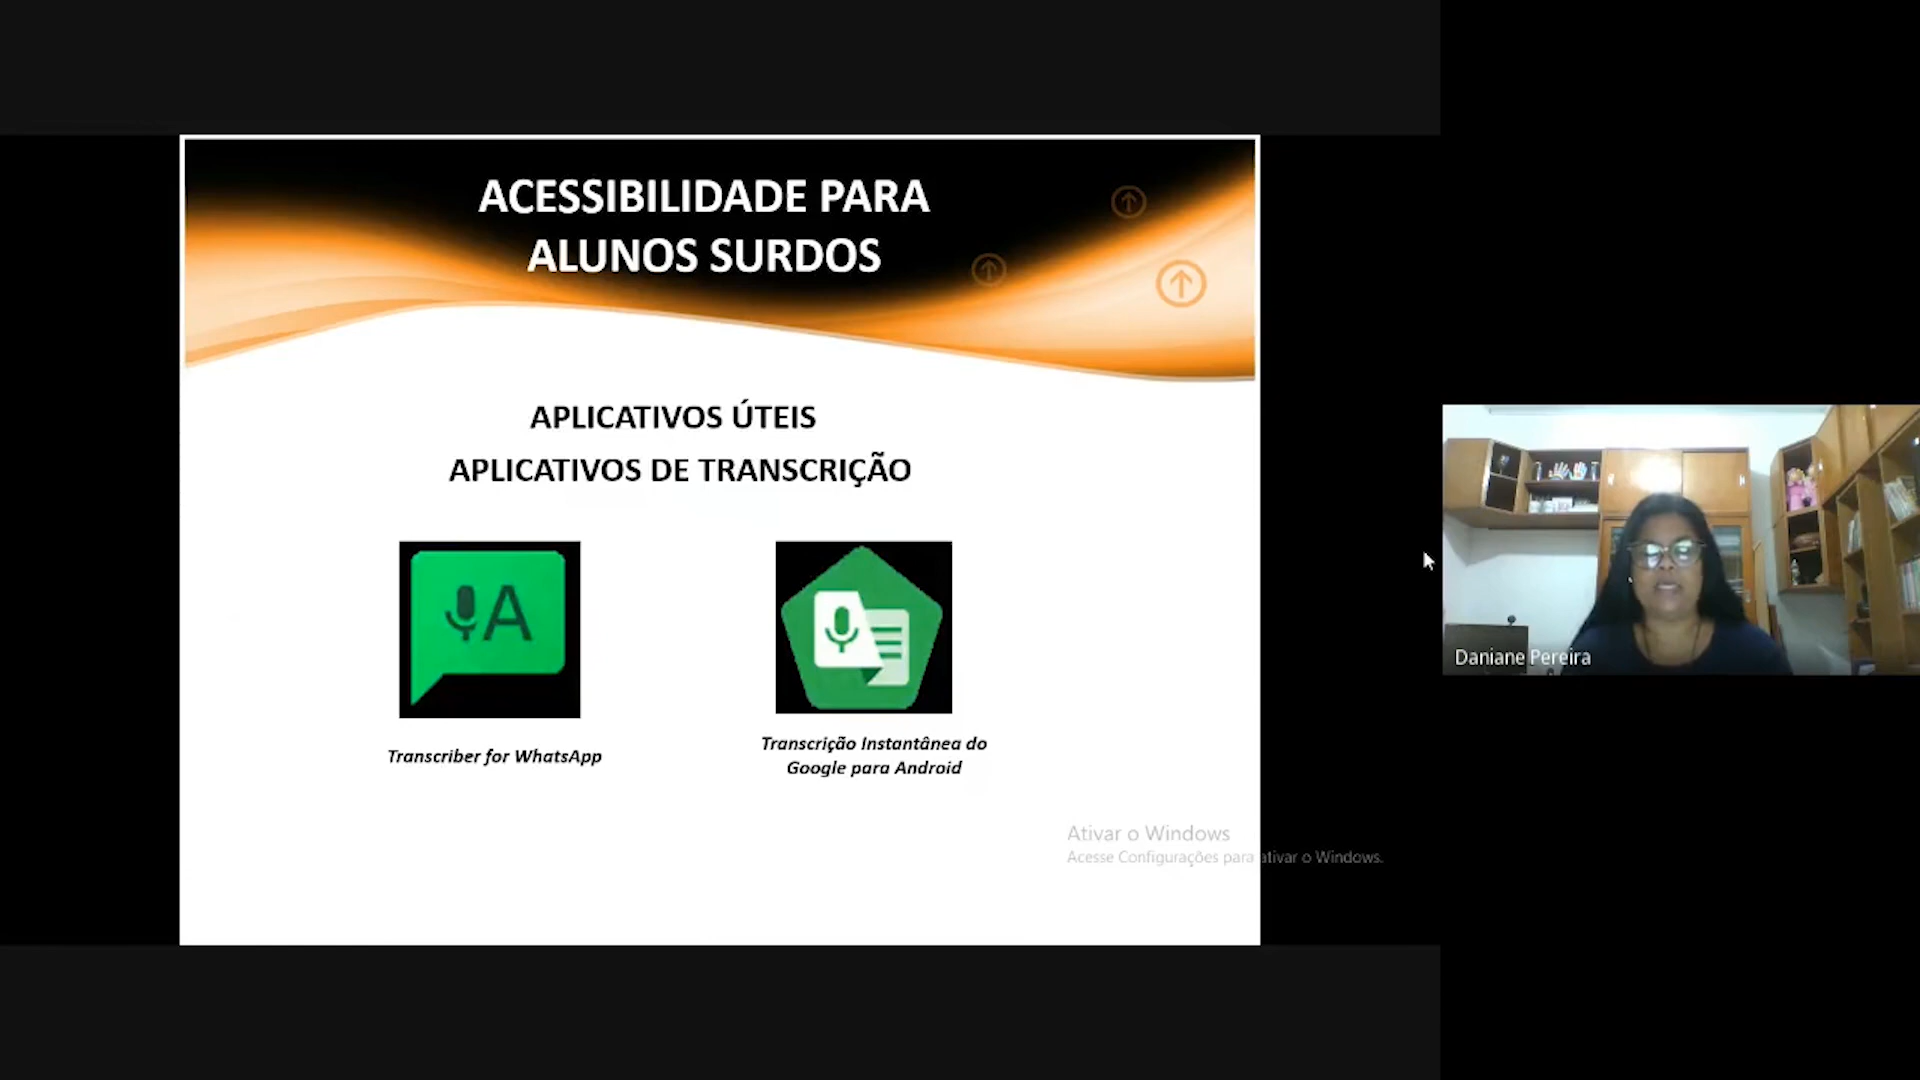 ACESSIBILIDADE PARA
ALUNOS SURDOS
APLICATIVOS ÚTEIS
APLICATIVOS DE TRANSCRIÇÃO
A
Transcriber for WhatsApp
Transcrição Instantânea do
Google para Android
Ativar o Windows
Acesse Configurações para ativar o Windows.
Daniane Pereira